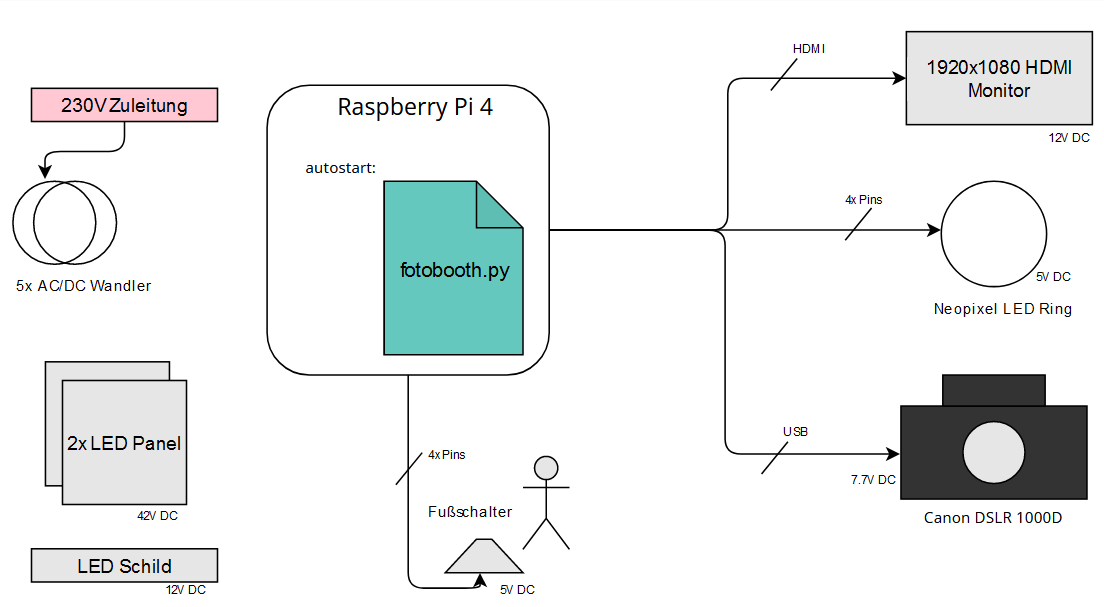 230V Zuleitung
5x AC/DC Wandler
2x LED Panel
42V DC
LED Schild
12V DC
Raspberry Pi 4
autostart:
fotobooth.py
4x Pins
Fußschalter
5V DC
HDMI
1920x1080 HDMI
Monitor
12V DC
4x Pins
5V DC
Neopixel LED Ring
USB
7.7V DC
Canon DSLR 1000D